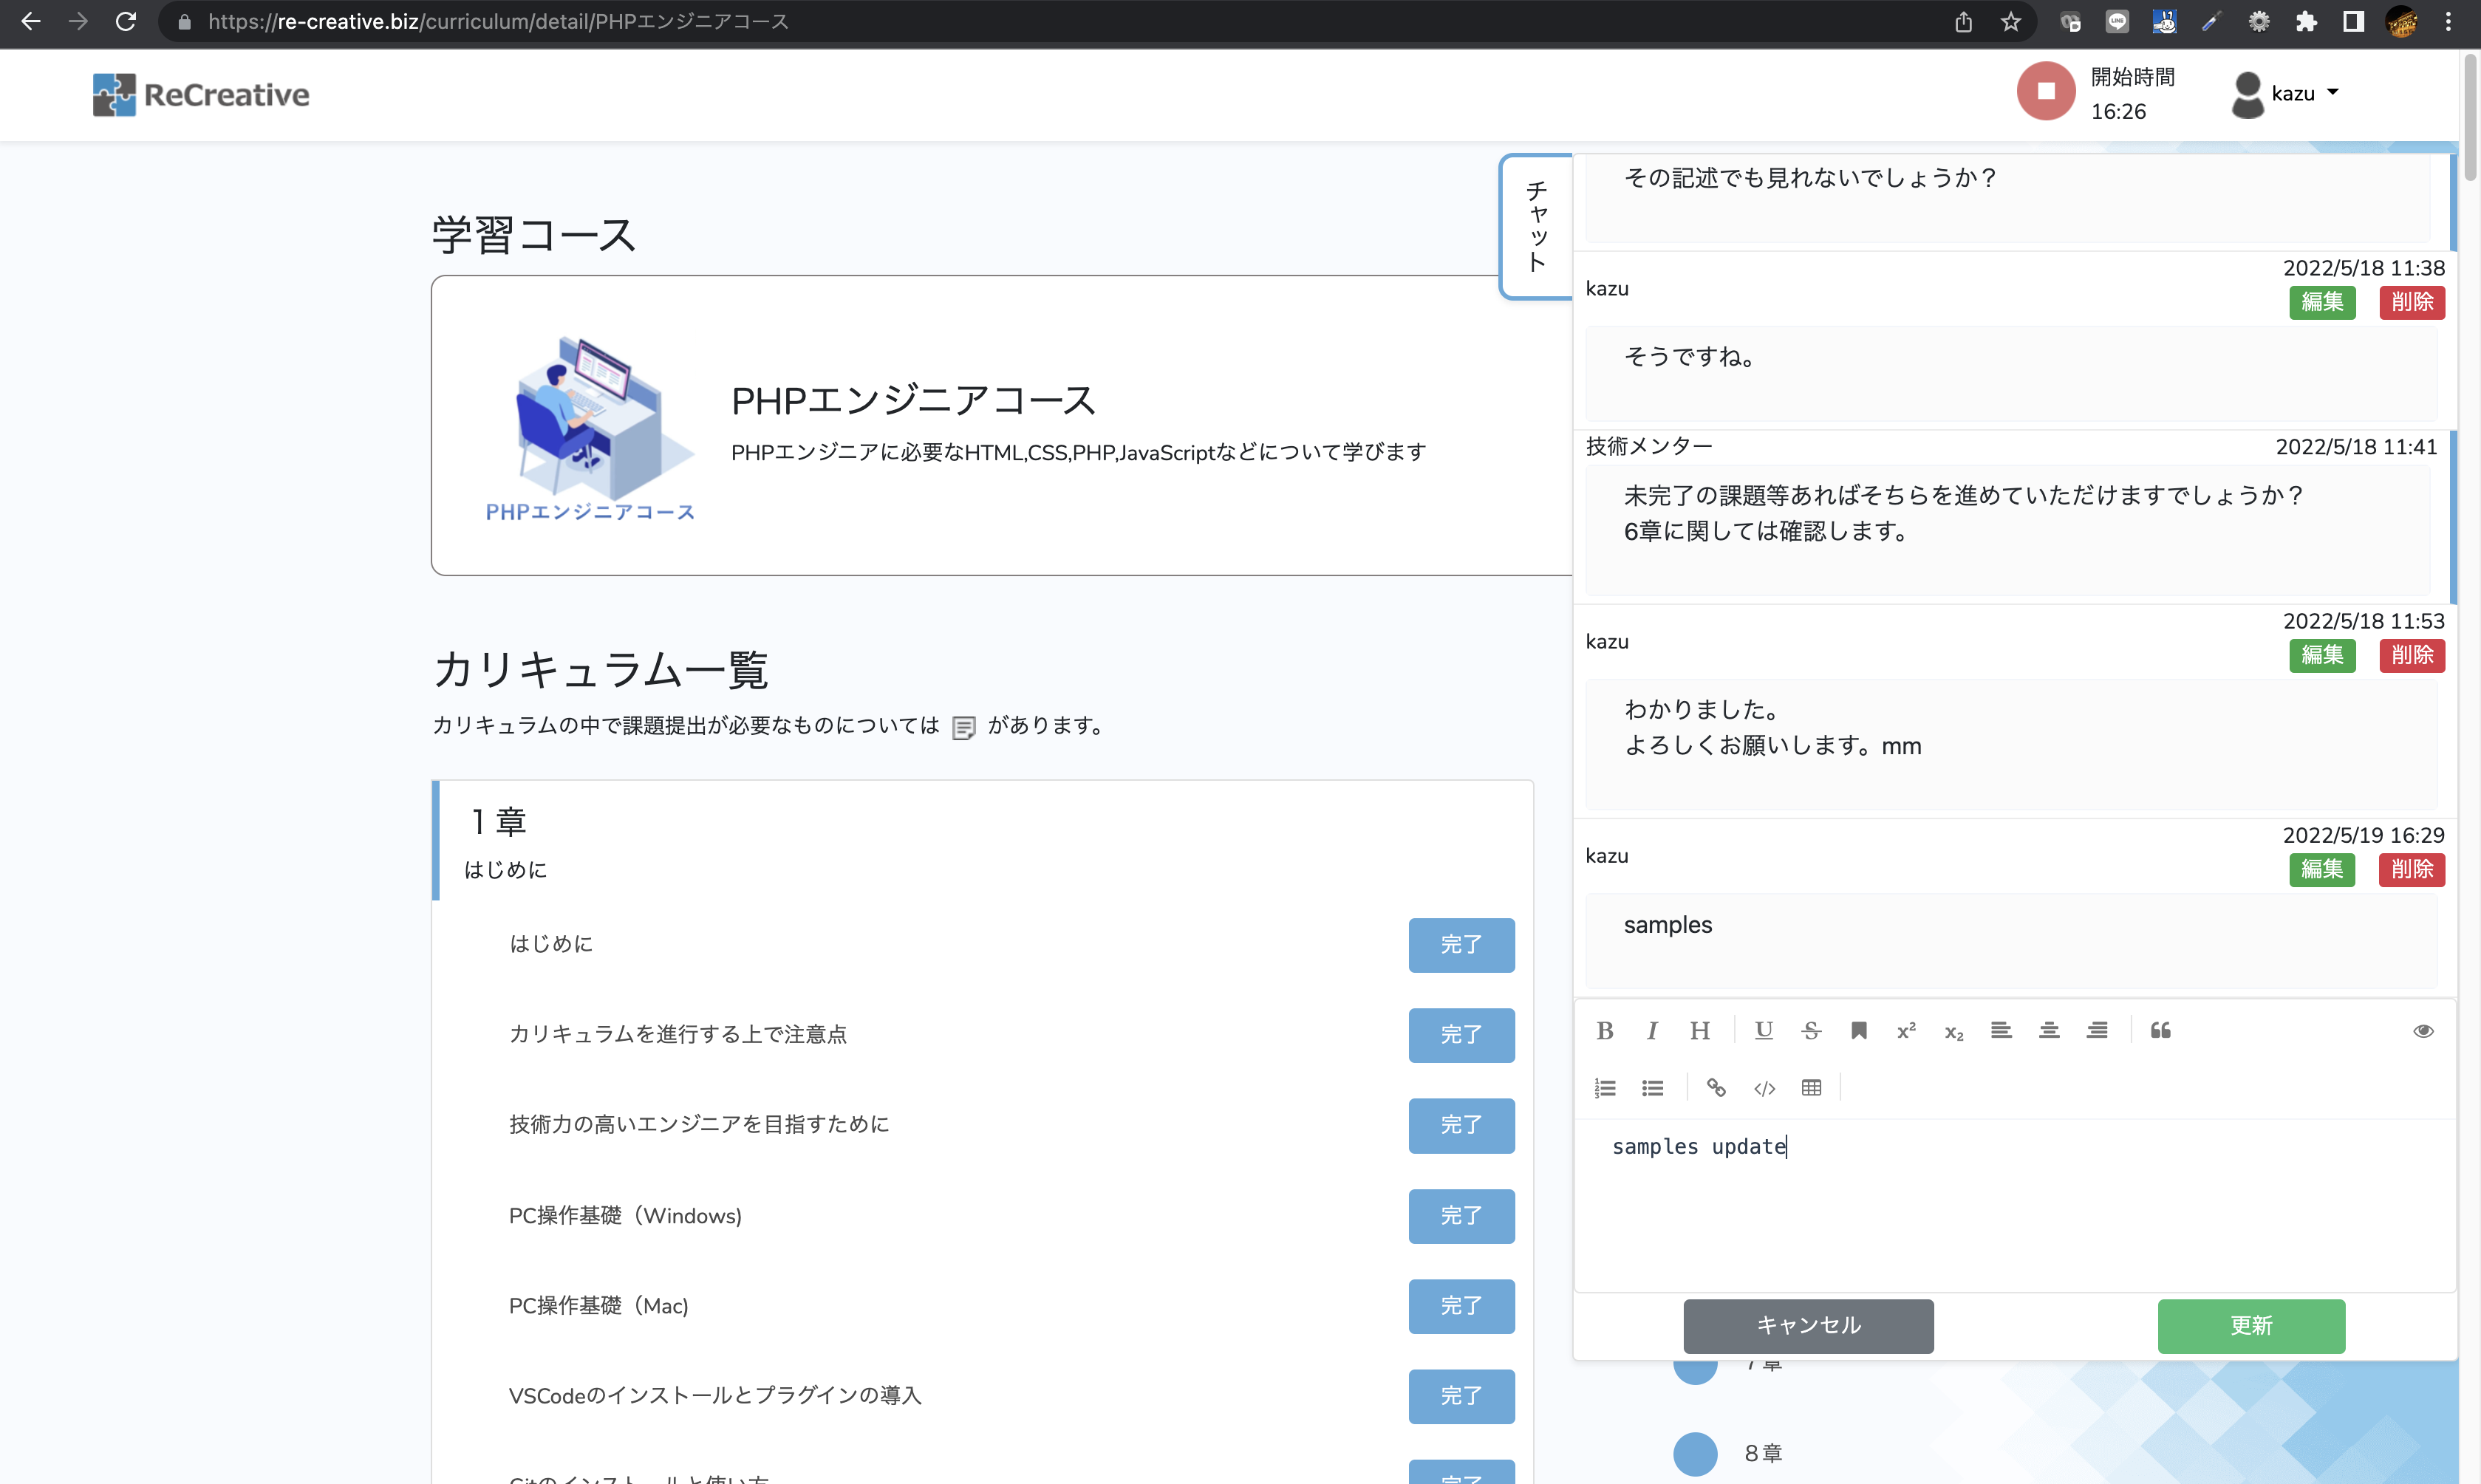 https://re-creative.biz/curriculum/detail/PHPエンジニアコース
ReCreative
開始時間
16:26
kazu
学習コース
PHPエンジニアコース
PHPエンジニアコース
PHPエンジニアに必要なHTML,CSS,PHP,JavaScriptなどについて学びます
カリキュラム一覧
カリキュラムの中で課題提出が必要なものについては があります。
1 章
はじめに
はじめに 完了
カリキュラムを進行する上で注意点 完了
技術力の高いエンジニアを目指すために 完了
PC操作基礎（Windows) 完了
PC操作基礎（Mac) 完了
VSCodeのインストールとプラグインの導入 完了
Gitのインストールと使い方 完了
チャット
その記述でも見れないでしょうか？
2022/5/18 11:38
kazu
編集 削除
そうですね。
技術メンター 2022/5/18 11:41
未完了の課題等あればそちらを進めていただけますでしょうか？
6章に関しては確認します。
2022/5/18 11:53
kazu
編集 削除
わかりました。
よろしくお願いします。mm
2022/5/19 16:29
kazu
編集 削除
samples
samples update
キャンセル 更新
7 章
8 章